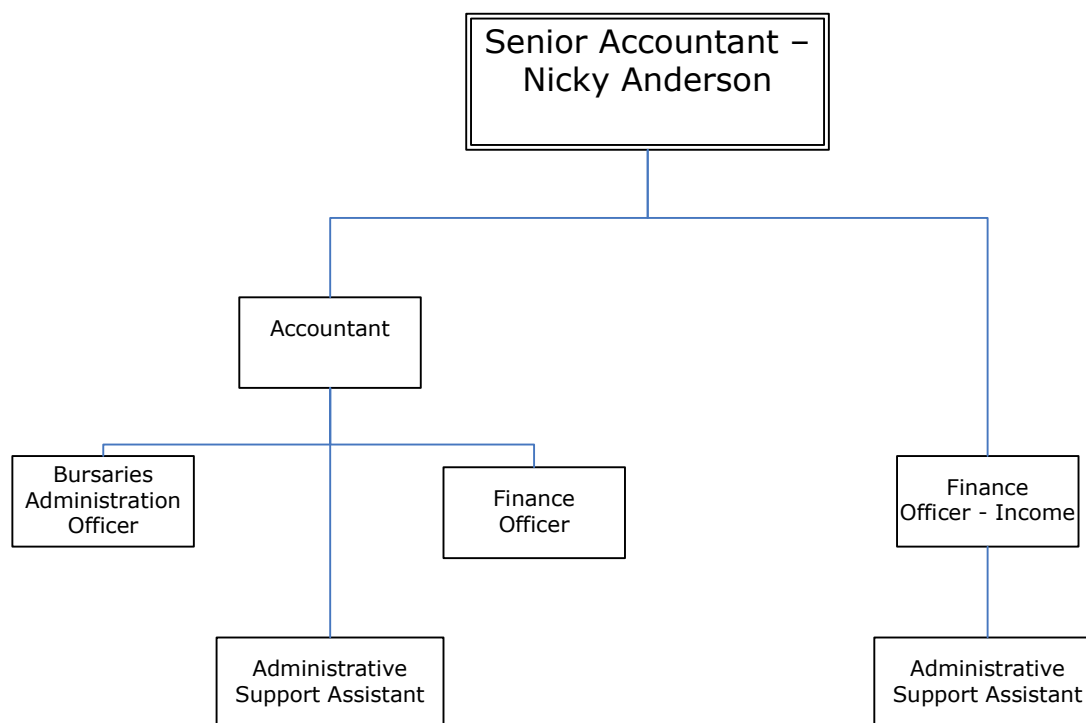 Senior Accountant –
Nicky Anderson
Accountant
Bursaries
Administration
Officer
Finance
Officer
Finance
Officer - Income
Administrative
Support Assistant
Administrative
Support Assistant